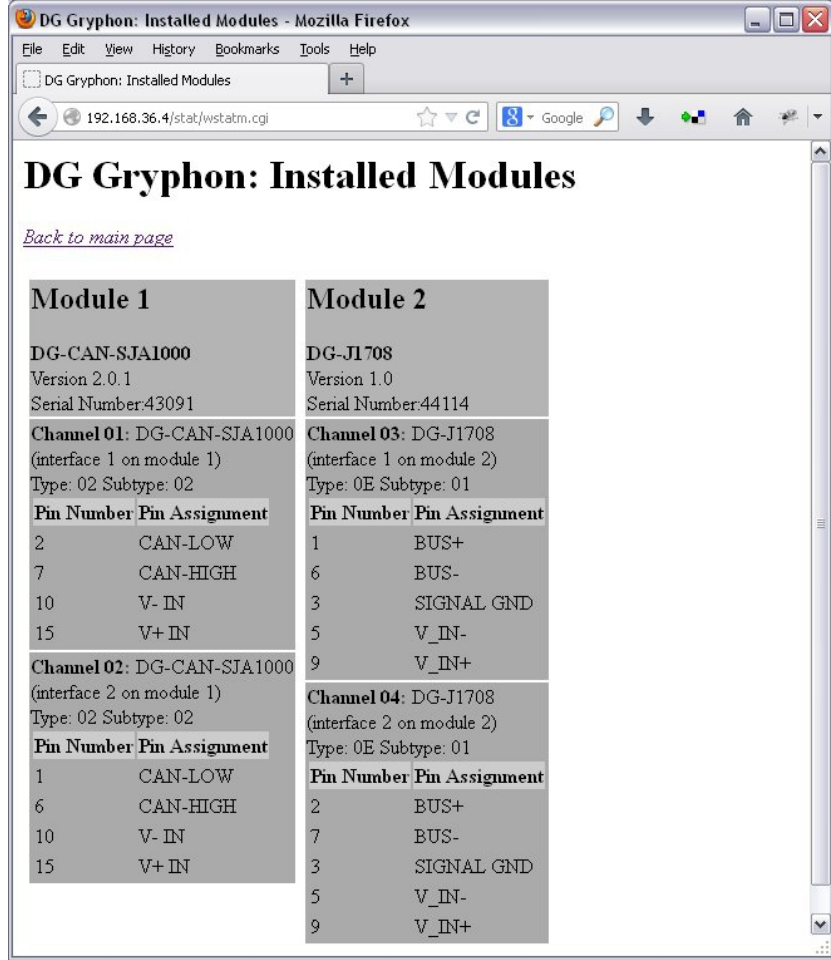 DG Gryphon: Installed Modules - Mozilla Firefox
File Edit View History Bookmarks Tools Help
DG Gryphon: Installed Modules
192.168.36.4/stat/wstatm.cgi
Google
DG Gryphon: Installed Modules
Back to main page
Module 1
DG-CAN-SJA1000
Version 2.0.1
Serial Number:43091
Channel 01: DG-CAN-SJA1000
(interface 1 on module 1)
Type: 02 Subtype: 02
Pin Number Pin Assignment
2 CAN-LOW
7 CAN-HIGH
10 V- IN
15 V+ IN
Channel 02: DG-CAN-SJA1000
(interface 2 on module 1)
Type: 02 Subtype: 02
Pin Number Pin Assignment
1 CAN-LOW
6 CAN-HIGH
10 V- IN
15 V+ IN
Module 2
DG-J1708
Version 1.0
Serial Number:44114
Channel 03: DG-J1708
(interface 1 on module 2)
Type: 0E Subtype: 01
Pin Number Pin Assignment
1 BUS+
6 BUS-
3 SIGNAL GND
5 V_IN-
9 V_IN+
Channel 04: DG-J1708
(interface 2 on module 2)
Type: 0E Subtype: 01
Pin Number Pin Assignment
2 BUS+
7 BUS-
3 SIGNAL GND
5 V_IN-
9 V_IN+